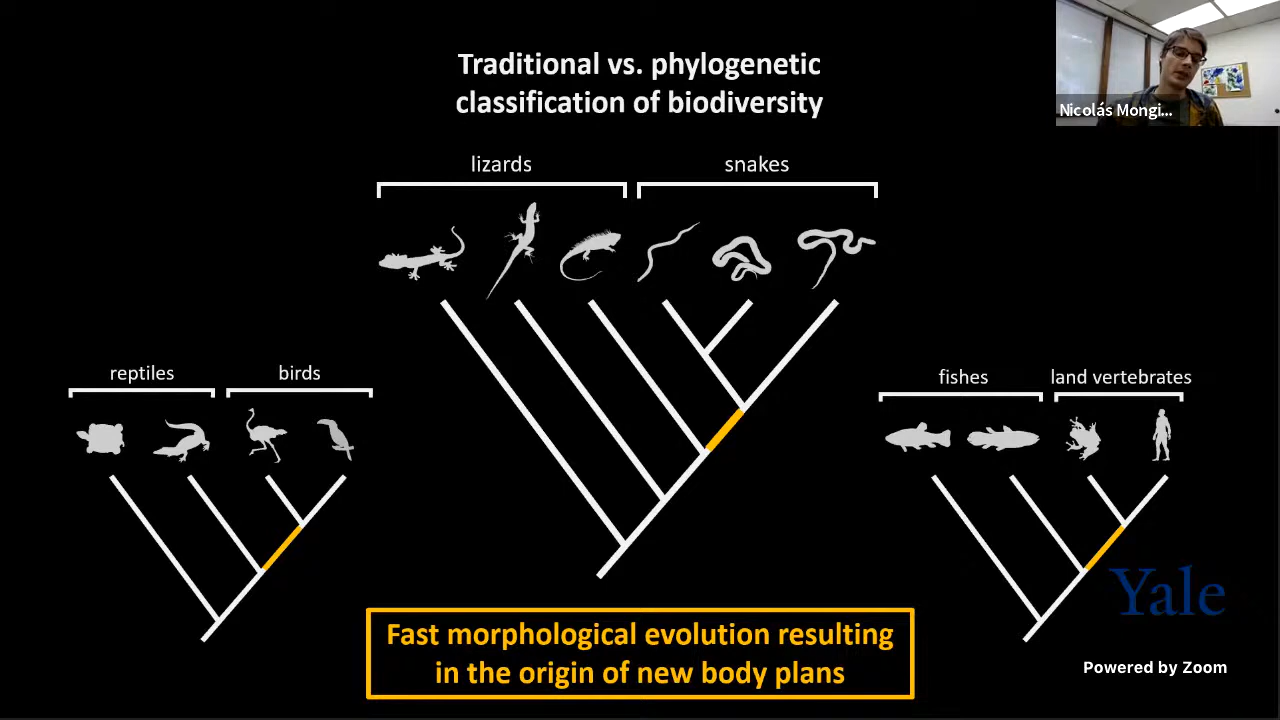 Traditional vs. phylogenetic
classification of biodiversity
Nicolás Mongi...
lizards
snakes
reptiles
birds
fishes
land vertebrates
Fast morphological evolution resulting
in the origin of new body plans
Yale
Powered by Zoom